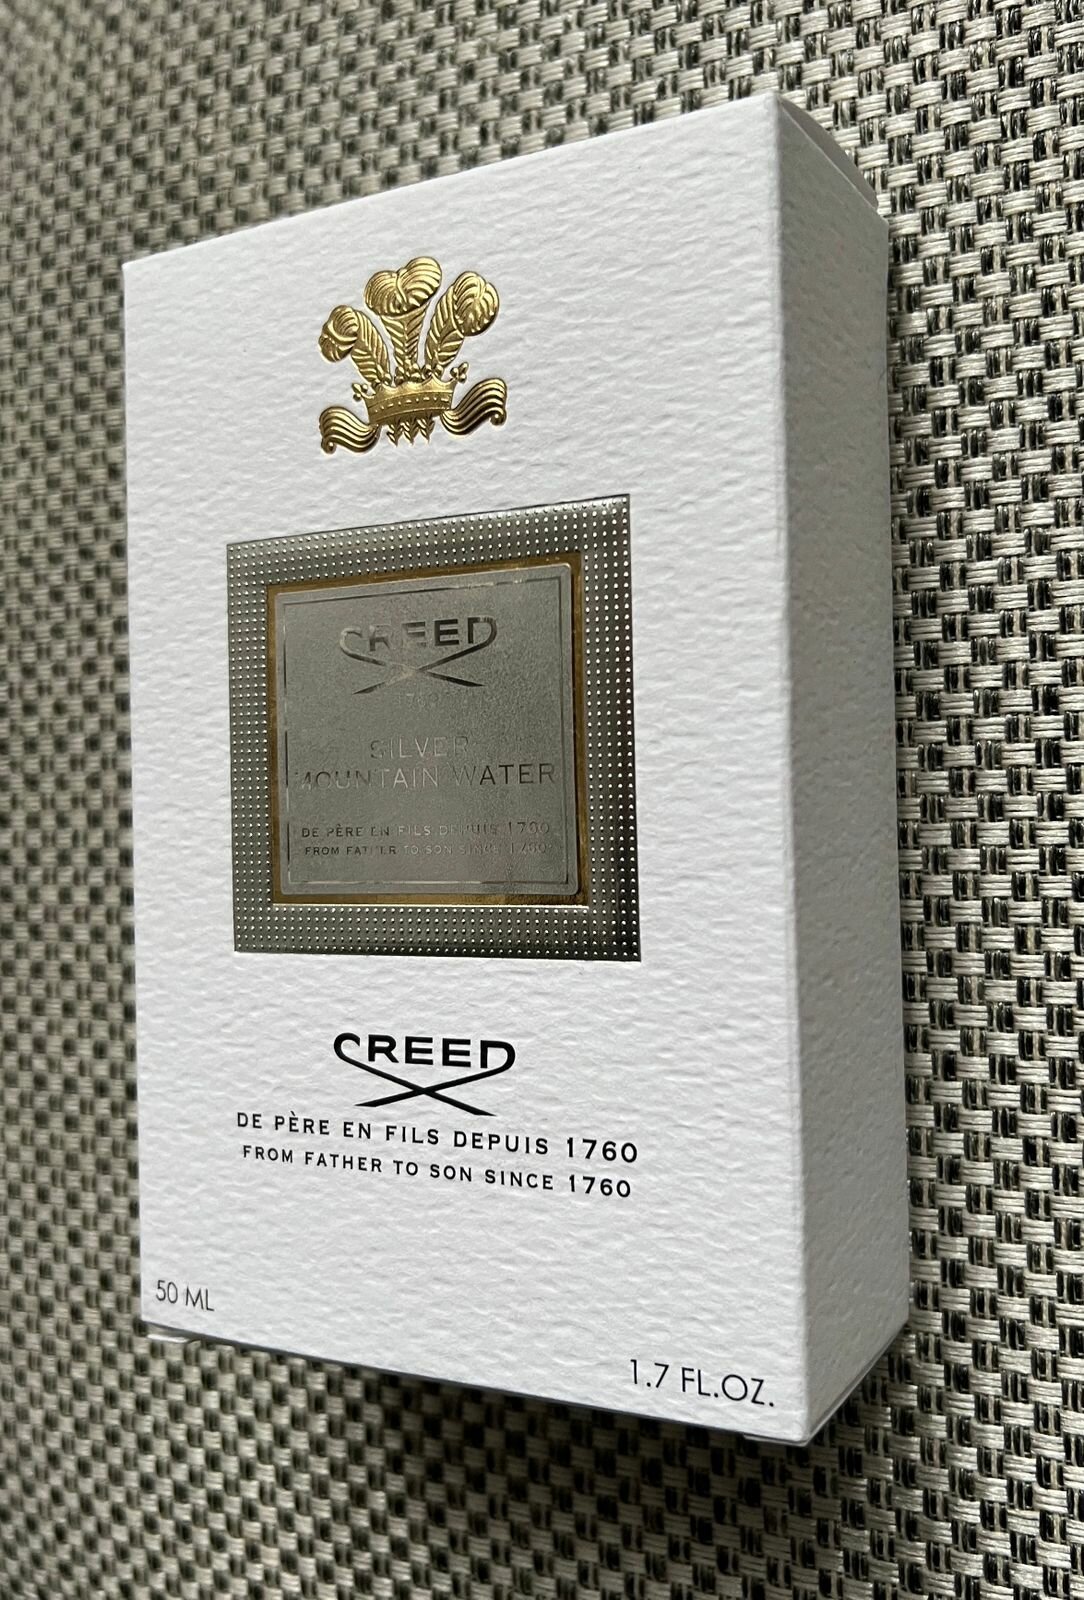 CREED
1760
SILVER
MOUNTAIN WATER
DE PÈRE EN FILS DEPUIS 1760
FROM FATHER TO SON SINCE 1760
CREED
DE PÈRE EN FILS DEPUIS 1760
FROM FATHER TO SON SINCE 1760
50 ML
1.7 FL.OZ.